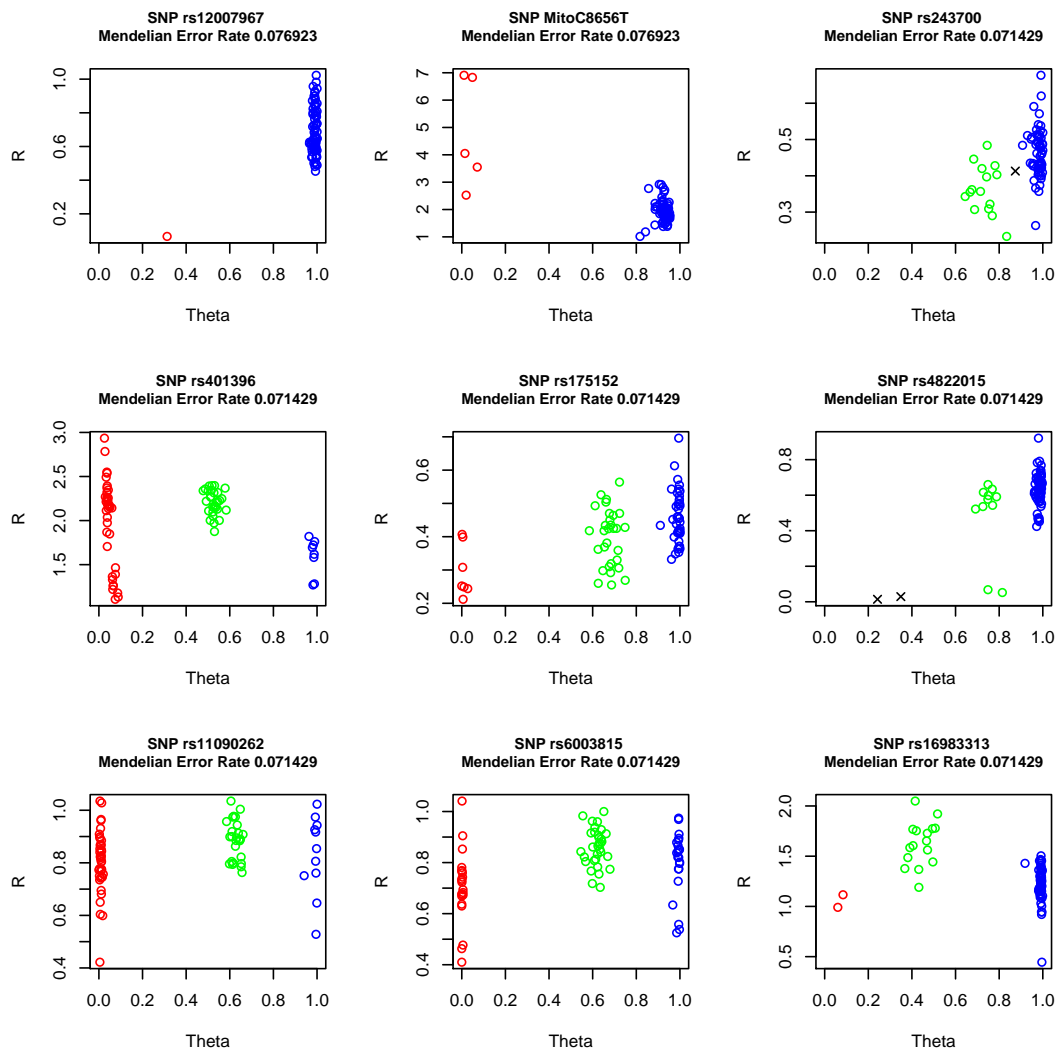 SNP rs12007967
Mendelian Error Rate 0.076923
R
0.2
0.6
1.0
0.0 0.2 0.4 0.6 0.8 1.0
Theta
SNP MitoC8656T
Mendelian Error Rate 0.076923
R
1 2 3 4 5 6 7
0.0 0.2 0.4 0.6 0.8 1.0
Theta
SNP rs243700
Mendelian Error Rate 0.071429
R
0.3
0.5
0.0 0.2 0.4 0.6 0.8 1.0
Theta
SNP rs401396
Mendelian Error Rate 0.071429
R
1.5 2.0 2.5 3.0
0.0 0.2 0.4 0.6 0.8 1.0
Theta
SNP rs175152
Mendelian Error Rate 0.071429
R
0.2 0.4 0.6
0.0 0.2 0.4 0.6 0.8 1.0
Theta
SNP rs4822015
Mendelian Error Rate 0.071429
R
0.0 0.4 0.8
0.0 0.2 0.4 0.6 0.8 1.0
Theta
SNP rs11090262
Mendelian Error Rate 0.071429
R
0.4 0.6 0.8 1.0
0.0 0.2 0.4 0.6 0.8 1.0
Theta
SNP rs6003815
Mendelian Error Rate 0.071429
R
0.4 0.6 0.8 1.0
0.0 0.2 0.4 0.6 0.8 1.0
Theta
SNP rs16983313
Mendelian Error Rate 0.071429
R
0.5 1.0 1.5 2.0
0.0 0.2 0.4 0.6 0.8 1.0
Theta